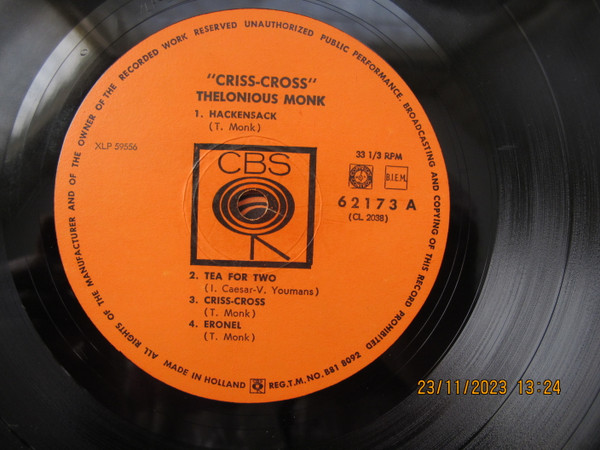 ALL RIGHTS OF THE MANUFACTURER AND OF THE OWNER OF THE RECORDED WORK RESERVED UNAUTHORIZED PUBLIC PERFORMANCE, BROADCASTING AND COPYING OF THIS RECORD PROHIBITED
"CRISS-CROSS"
THELONIOUS MONK
1. HACKENSACK
(T. Monk)
XLP 59556
CBS
33 1/3 RPM
B.I.E.M.
62173 A
(CL 2038)
2. TEA FOR TWO
(I. Caesar-V. Youmans)
3. CRISS-CROSS
(T. Monk)
4. ERONEL
(T. Monk)
MADE IN HOLLAND REG.T.M.NO. B81 8092
23/11/2023 13:24